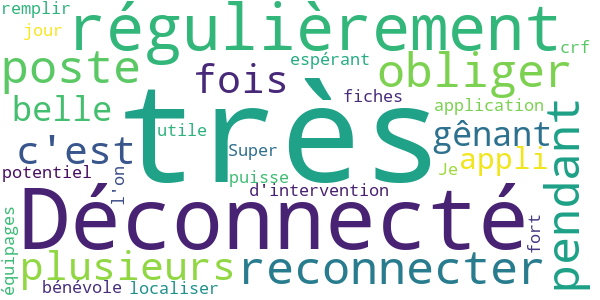 remplir
régulièrement
jour
crf
poste
espérant
fois
obliger
fiches
belle
application
très
utile
gênant
c'est
Super
appli
potentiel
l'on
puisse
Je
d'intervention
pendant
Déconnecté
équipages
fort
plusieurs
reconnecter
bénévole
localiser